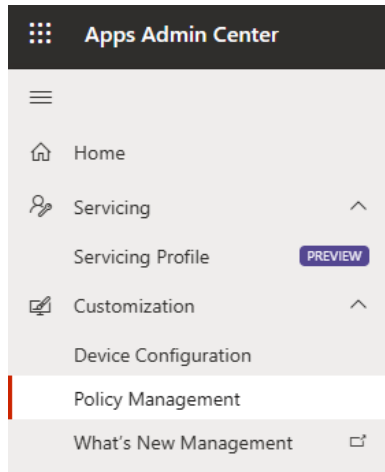 Apps Admin Center
Home
Servicing
Servicing Profile PREVIEW
Customization
Device Configuration
Policy Management
What's New Management